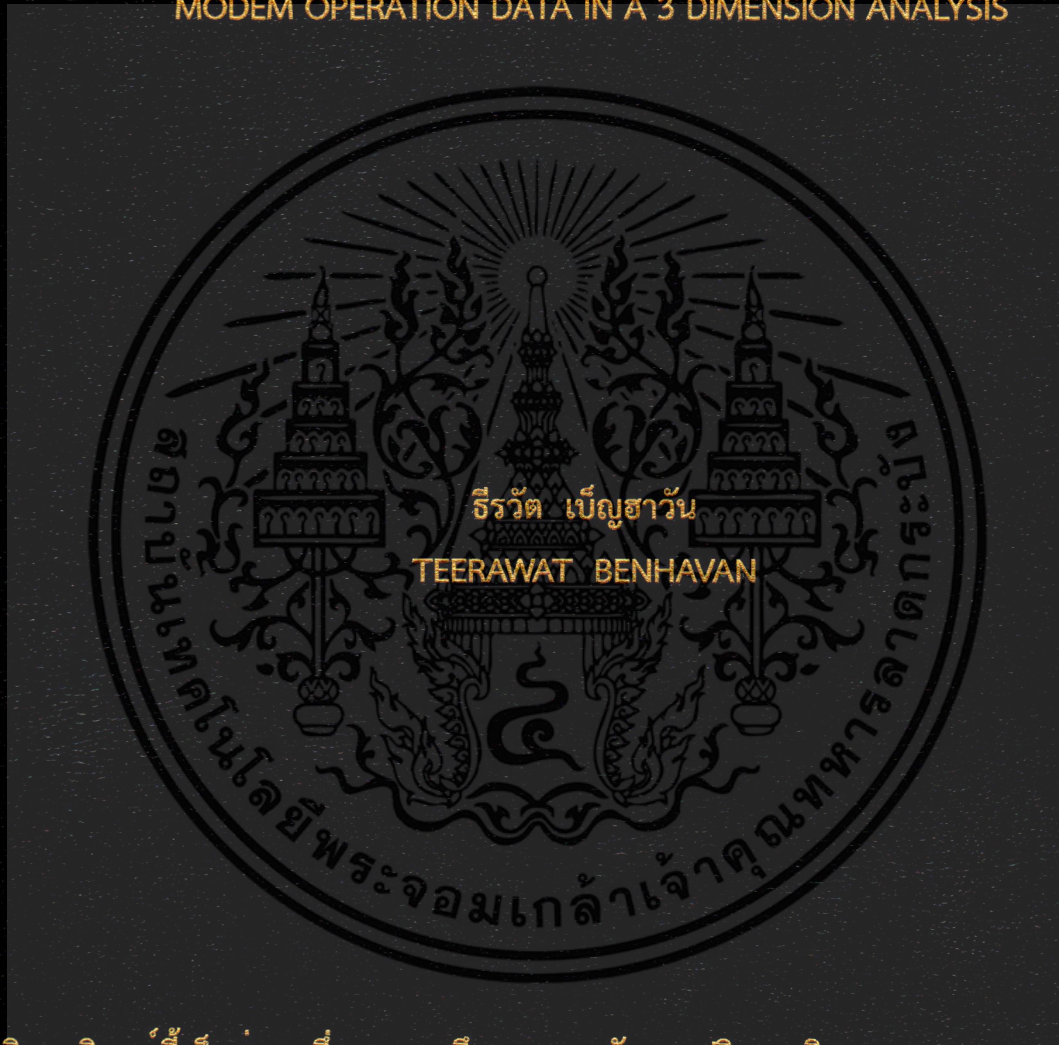 MODEM OPERATION DATA IN A 3 DIMENSION ANALYSIS
ธีรวัต เบ็ญฮาวัน
TEERAWAT BENHAVAN
สถาบันเทคโนโลยีพระจอมเกล้าเจ้าคุณทหารลาดกระบัง
๔